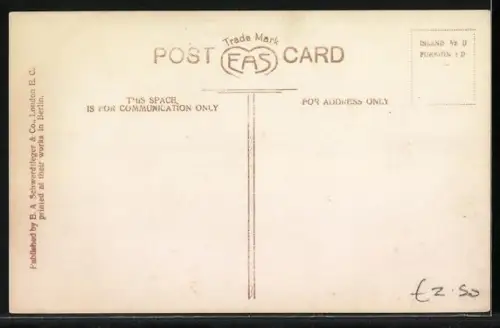 Trade Mark
POST EAS CARD
INLAND ½ D
FOREIGN 1 D
THIS SPACE
IS FOR COMMUNICATION ONLY
FOR ADDRESS ONLY
Published by E. A. Schwerdtfeger & Co., London E. C.
printed at their works in Berlin.
£2.50